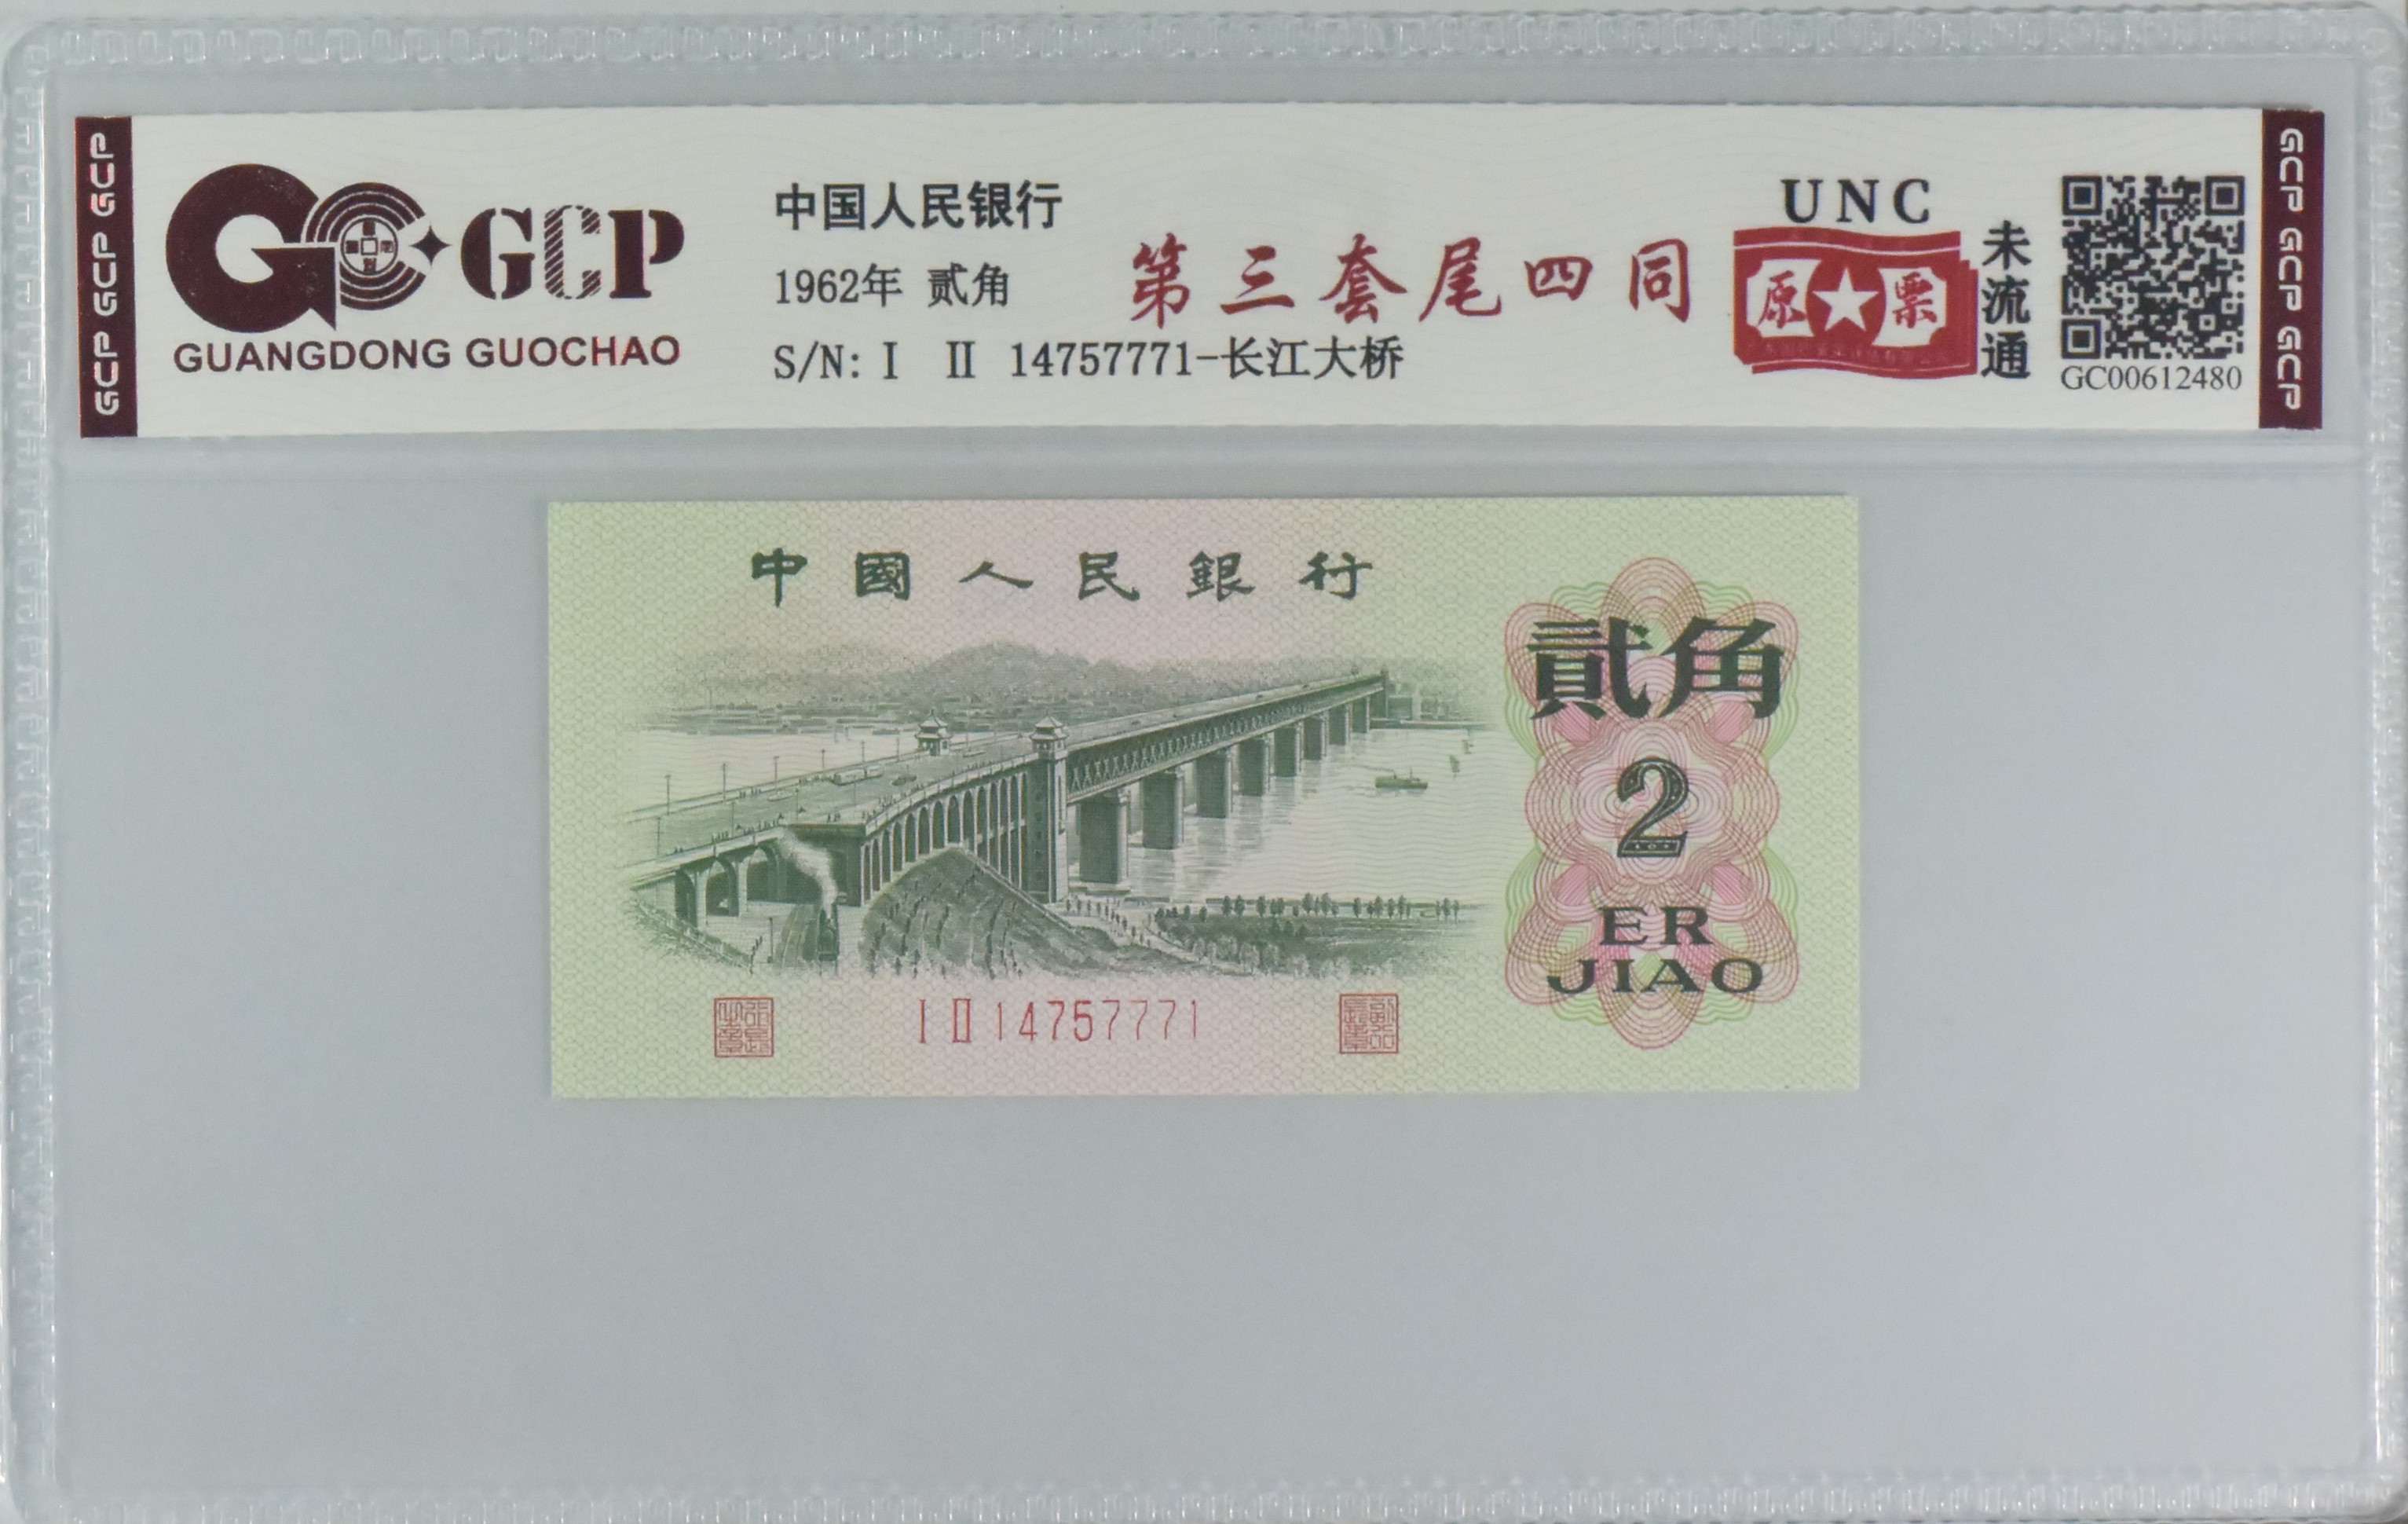 GCP GCP GCP
GCP
GUANGDONG GUOCHAO
中国人民银行
1962年 贰角
S/N: I II 14757771-长江大桥
第三套尾四同
UNC
原★票
未流通
GC00612480
GCP GCP GCP
中國人民銀行
貳角
2
ER
JIAO
I II 14757771